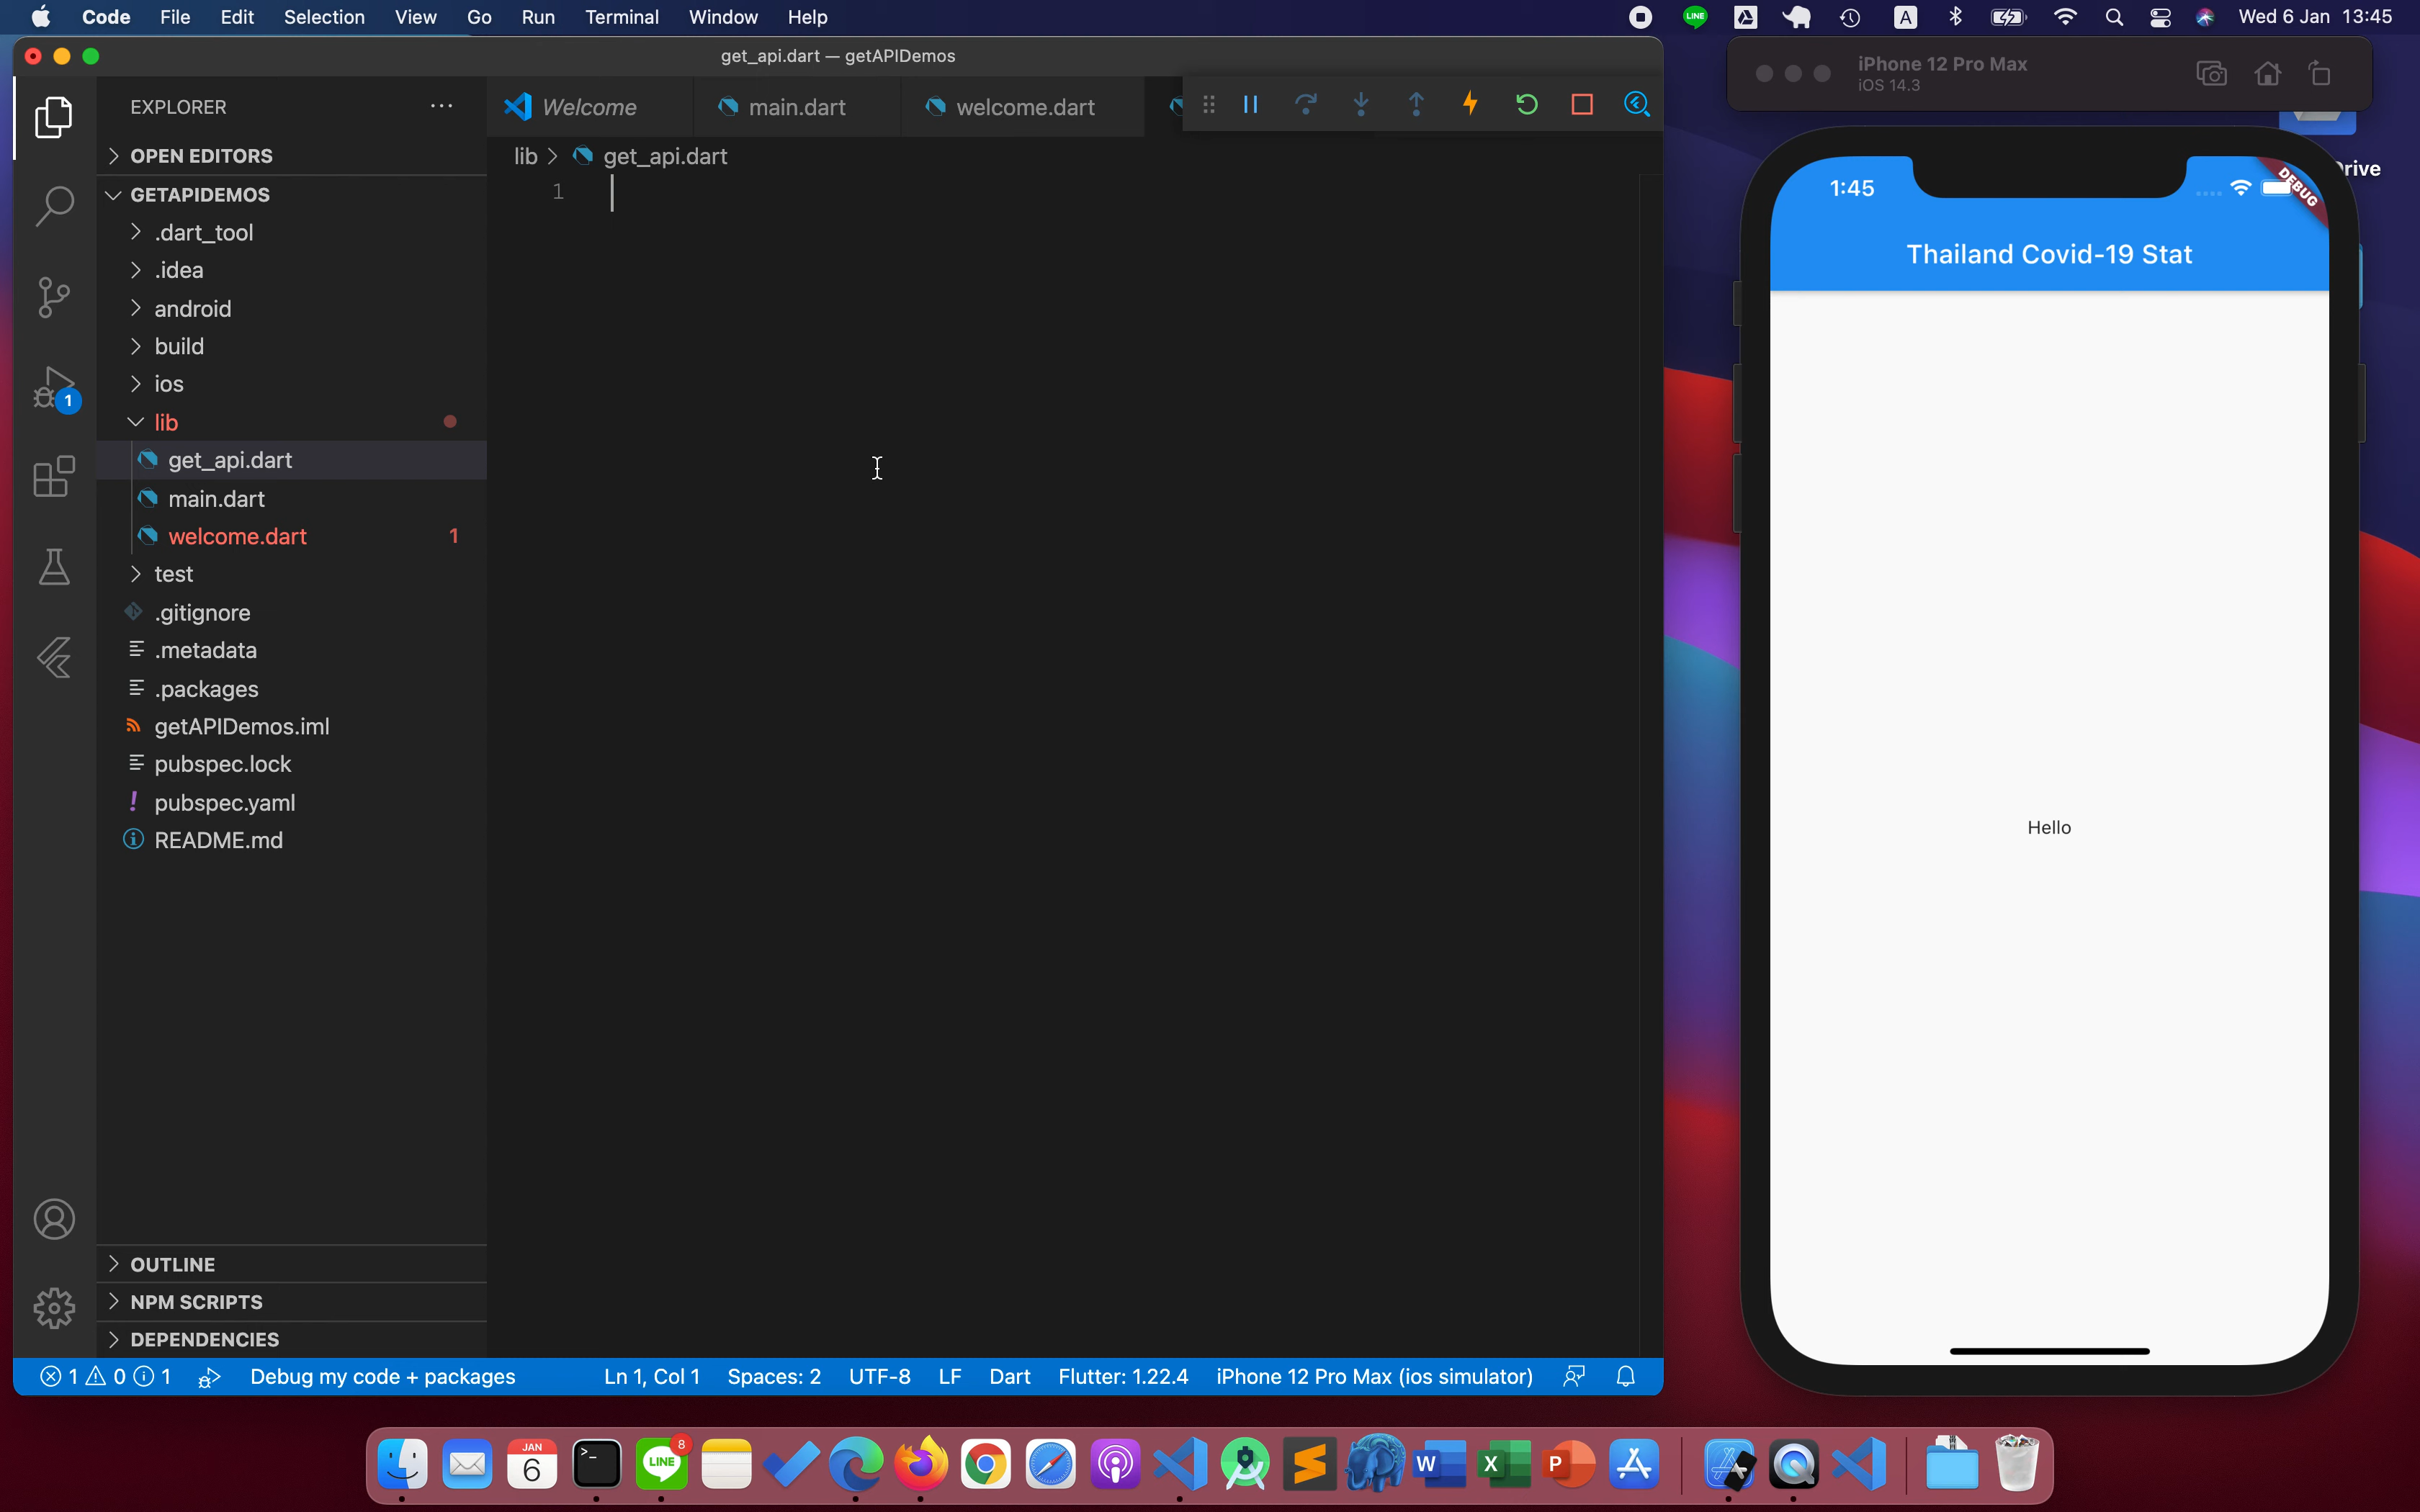 Code File Edit Selection View Go Run Terminal Window Help
LINE A Wed 6 Jan 13:45
get_api.dart — getAPIDemos
EXPLORER
Welcome main.dart welcome.dart
OPEN EDITORS
lib > get_api.dart
1
GETAPIDEMOS
.dart_tool
.idea
android
build
ios
lib
get_api.dart
main.dart
welcome.dart 1
test
.gitignore
.metadata
.packages
getAPIDemos.iml
pubspec.lock
pubspec.yaml
README.md
1
OUTLINE
NPM SCRIPTS
DEPENDENCIES
1 0 1 Debug my code + packages Ln 1, Col 1 Spaces: 2 UTF-8 LF Dart Flutter: 1.22.4 iPhone 12 Pro Max (ios simulator)
iPhone 12 Pro Max
iOS 14.3
rive
1:45
DEBUG
Thailand Covid-19 Stat
Hello
JAN
6
>-
LINE
8
W
X
P